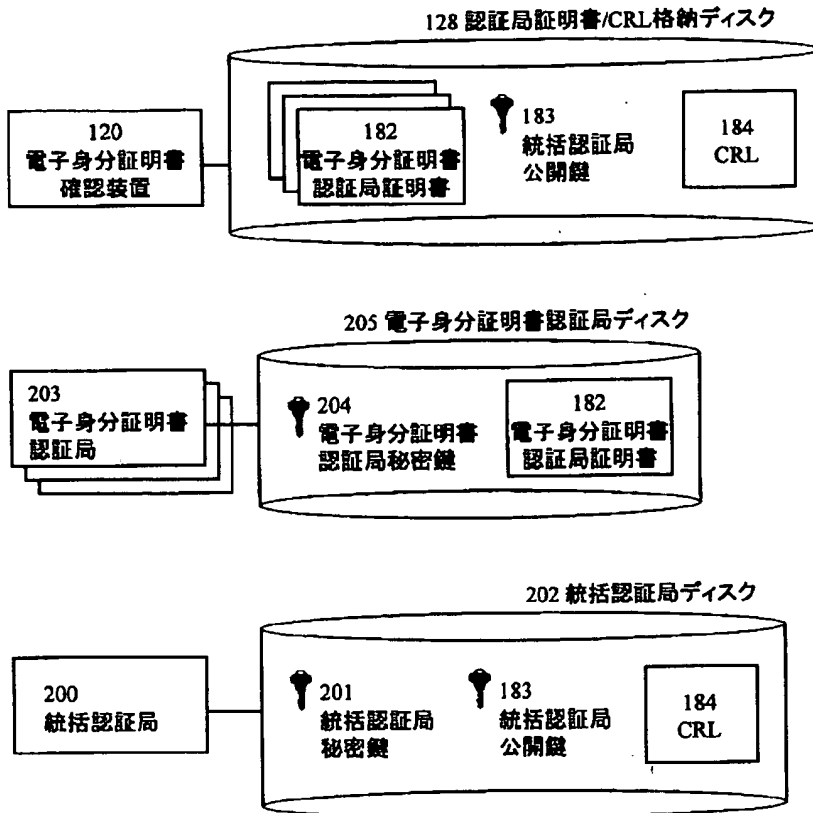 128 認証局証明書/CRL格納ディスク
120
電子身分証明書
確認装置
182
電子身分証明書
認証局証明書
183
統括認証局
公開鍵
184
CRL
205 電子身分証明書認証局ディスク
203
電子身分証明書
認証局
204
電子身分証明書
認証局秘密鍵
182
電子身分証明書
認証局証明書
202 統括認証局ディスク
200
統括認証局
201
統括認証局
秘密鍵
183
統括認証局
公開鍵
184
CRL